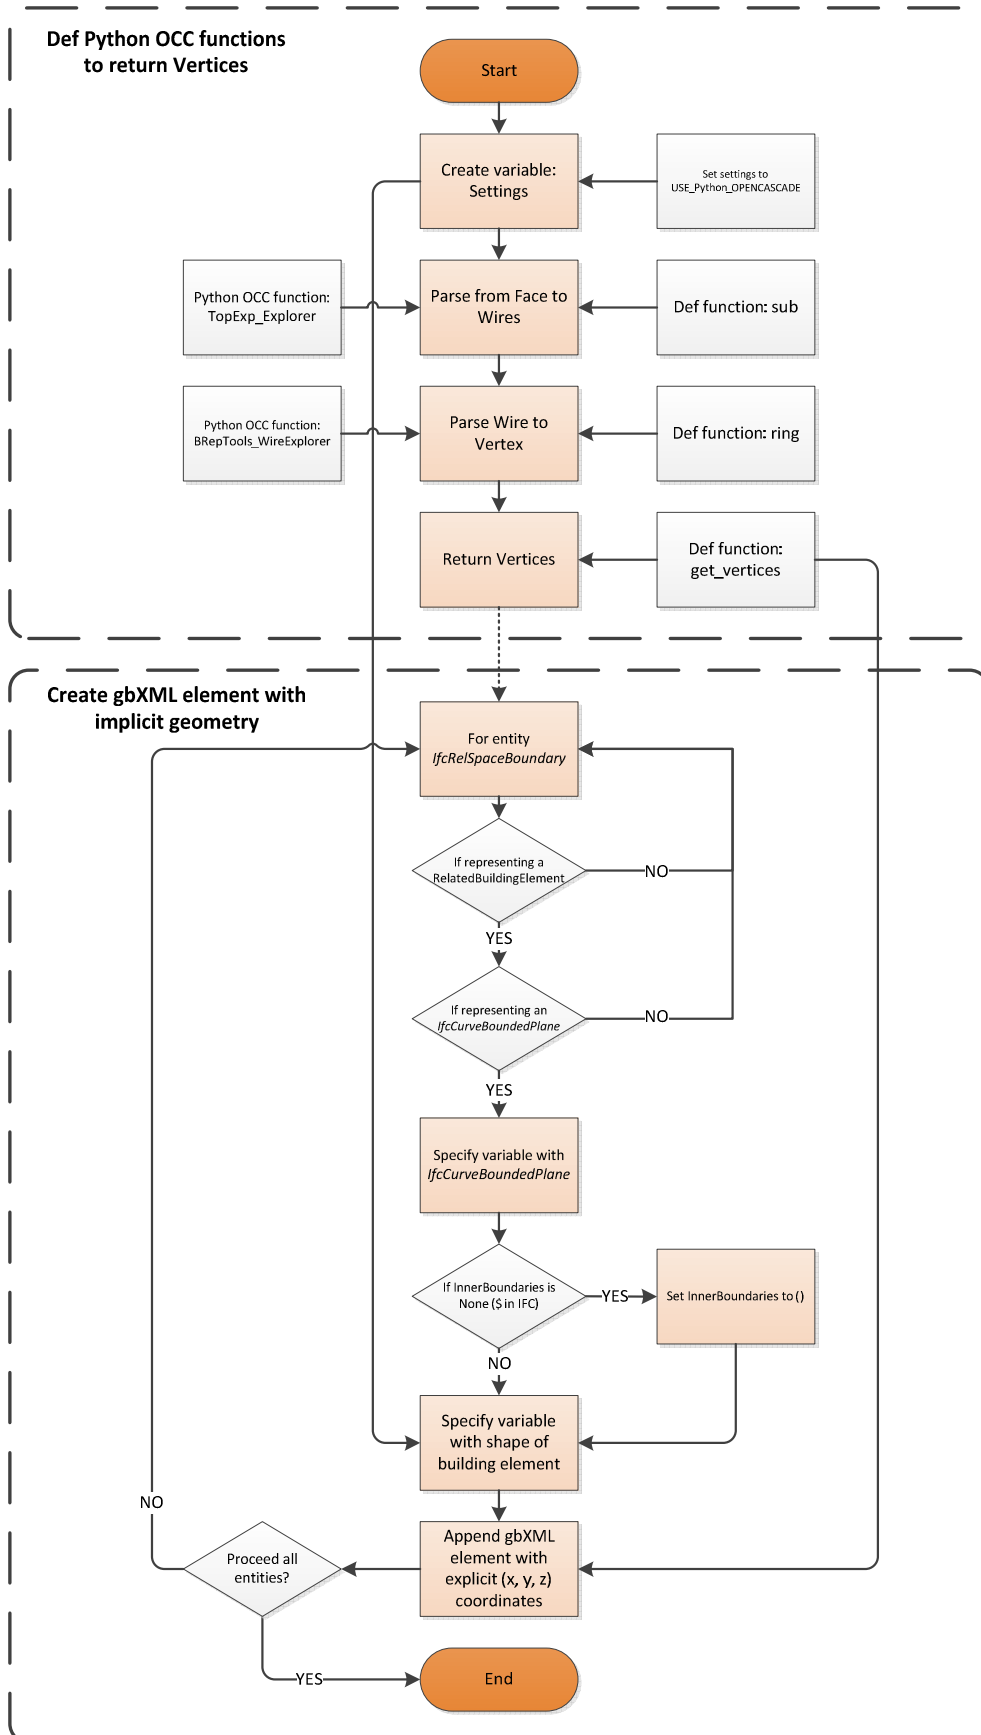 Def Python OCC functions
to return Vertices
Start
Create variable:
Settings
Set settings to
USE_Python_OPENCASCADE
Python OCC function:
TopExp_Explorer
Parse from Face to
Wires
Def function: sub
Python OCC function:
BRepTools_WireExplorer
Parse Wire to
Vertex
Def function: ring
Return Vertices
Def function:
get_vertices
Create gbXML element with
implicit geometry
For entity
IfcRelSpaceBoundary
If representing a
RelatedBuildingElement
NO
YES
If representing an
IfcCurveBoundedPlane
NO
YES
Specify variable with
IfcCurveBoundedPlane
If InnerBoundaries is
None ($ in IFC)
YES
Set InnerBoundaries to ()
NO
Specify variable
with shape of
building element
NO
Append gbXML
element with
explicit (x, y, z)
coordinates
Proceed all
entities?
YES
End